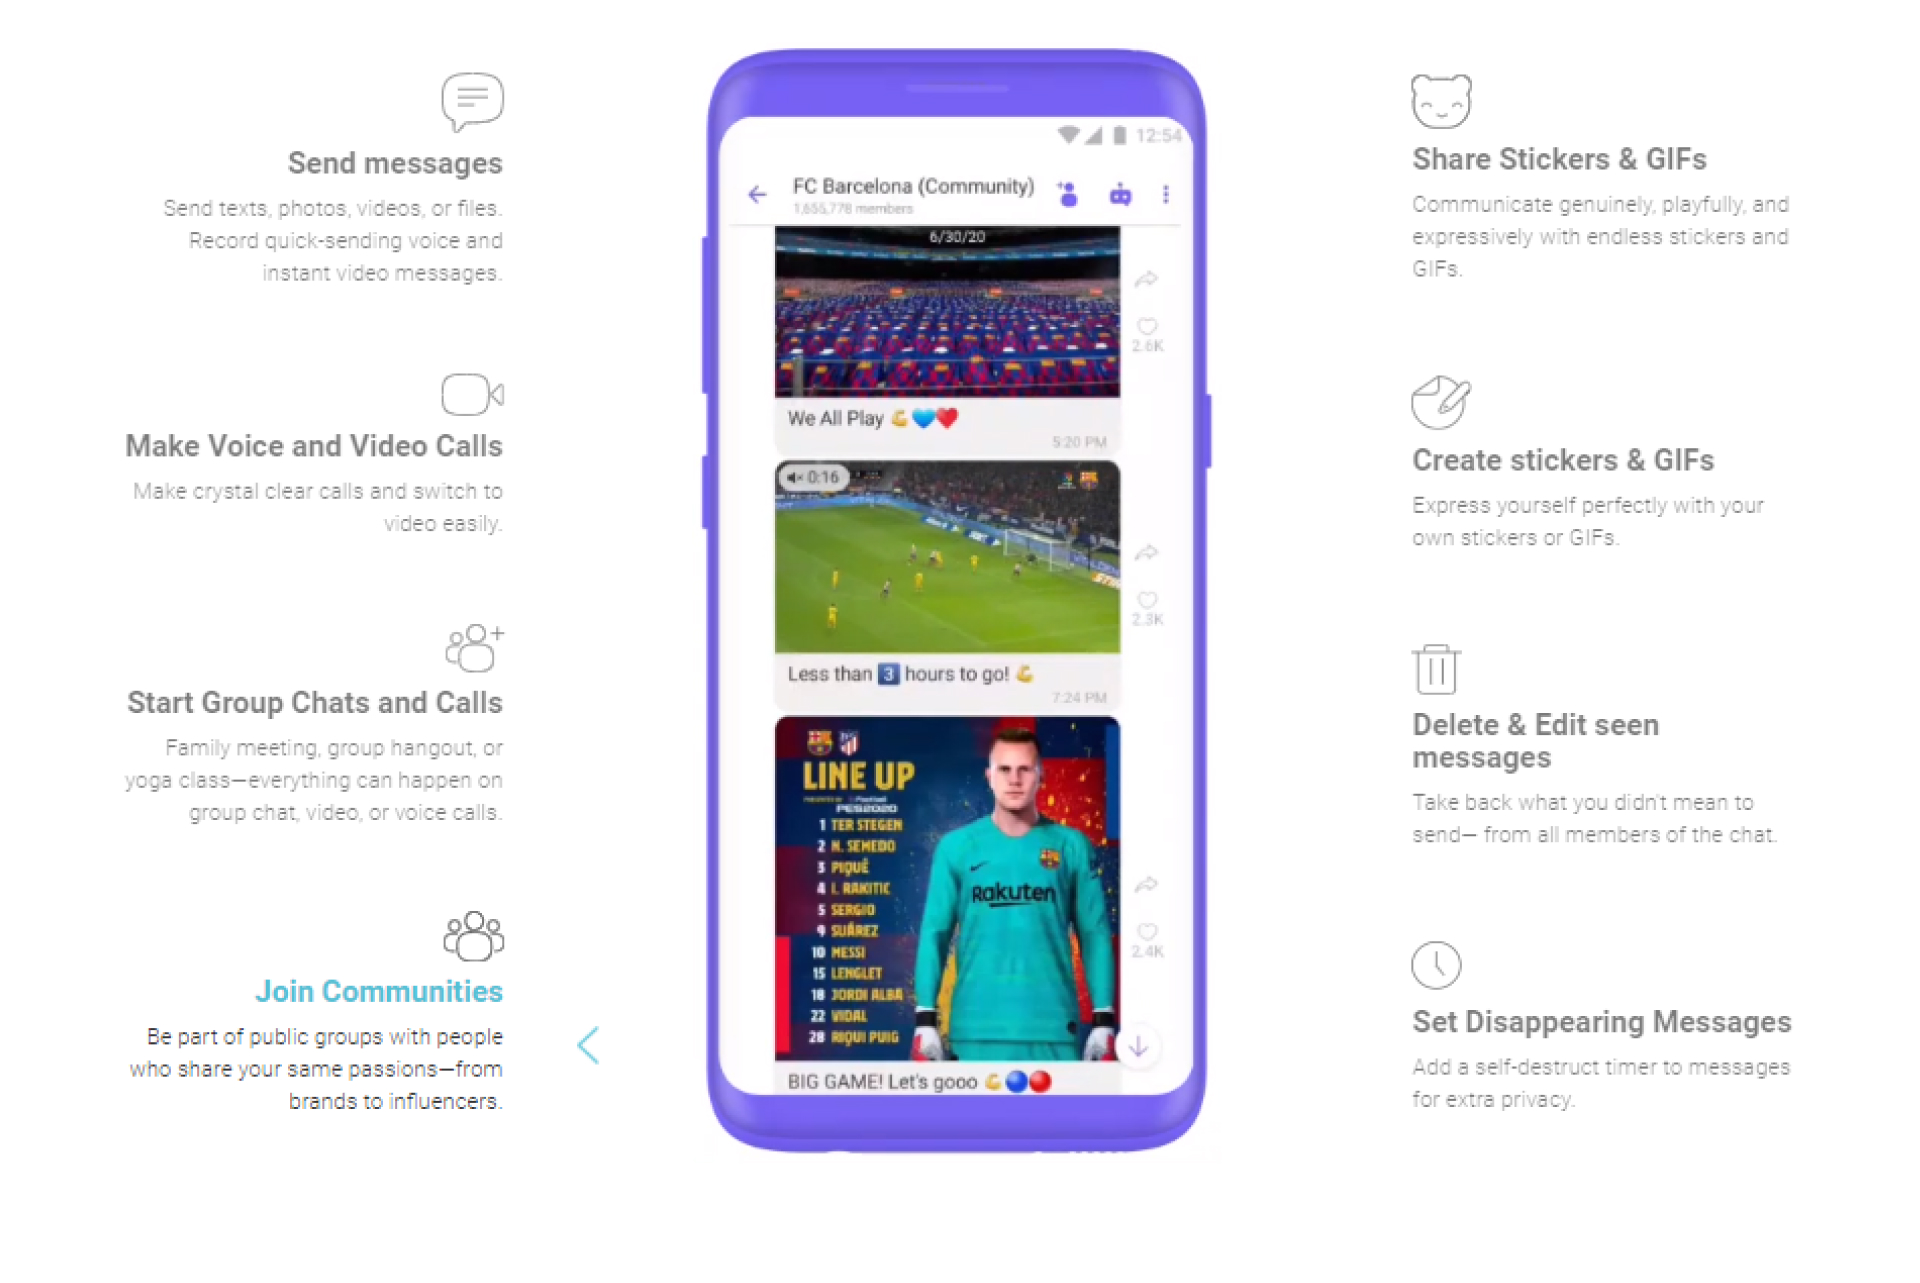 Send messages
Send texts, photos, videos, or files.
Record quick-sending voice and
instant video messages.
Make Voice and Video Calls
Make crystal clear calls and switch to
video easily.
Start Group Chats and Calls
Family meeting, group hangout, or
yoga class—everything can happen on
group chat, video, or voice calls.
Join Communities
Be part of public groups with people
who share your same passions—from
brands to influencers.
12:54
FC Barcelona (Community)
1,655,778 members
6/30/20
2.6K
We All Play 💪💙❤️
5:20 PM
0:16
2.3K
Less than 3️⃣ hours to go! 💪
7:24 PM
LINE UP
PES2020
1 TER STEGEN
2 N. SEMEDO
3 PIQUÉ
4 I. RAKITIC
5 SERGIO
9 SUÁREZ
10 MESSI
15 LENGLET
18 JORDI ALBA
22 VIDAL
28 RIQUI PUIG
Rakuten
2.4K
BIG GAME! Let's gooo 💪🔵🔴
Share Stickers & GIFs
Communicate genuinely, playfully, and
expressively with endless stickers and
GIFs.
Create stickers & GIFs
Express yourself perfectly with your
own stickers or GIFs.
Delete & Edit seen
messages
Take back what you didn't mean to
send— from all members of the chat.
Set Disappearing Messages
Add a self-destruct timer to messages
for extra privacy.